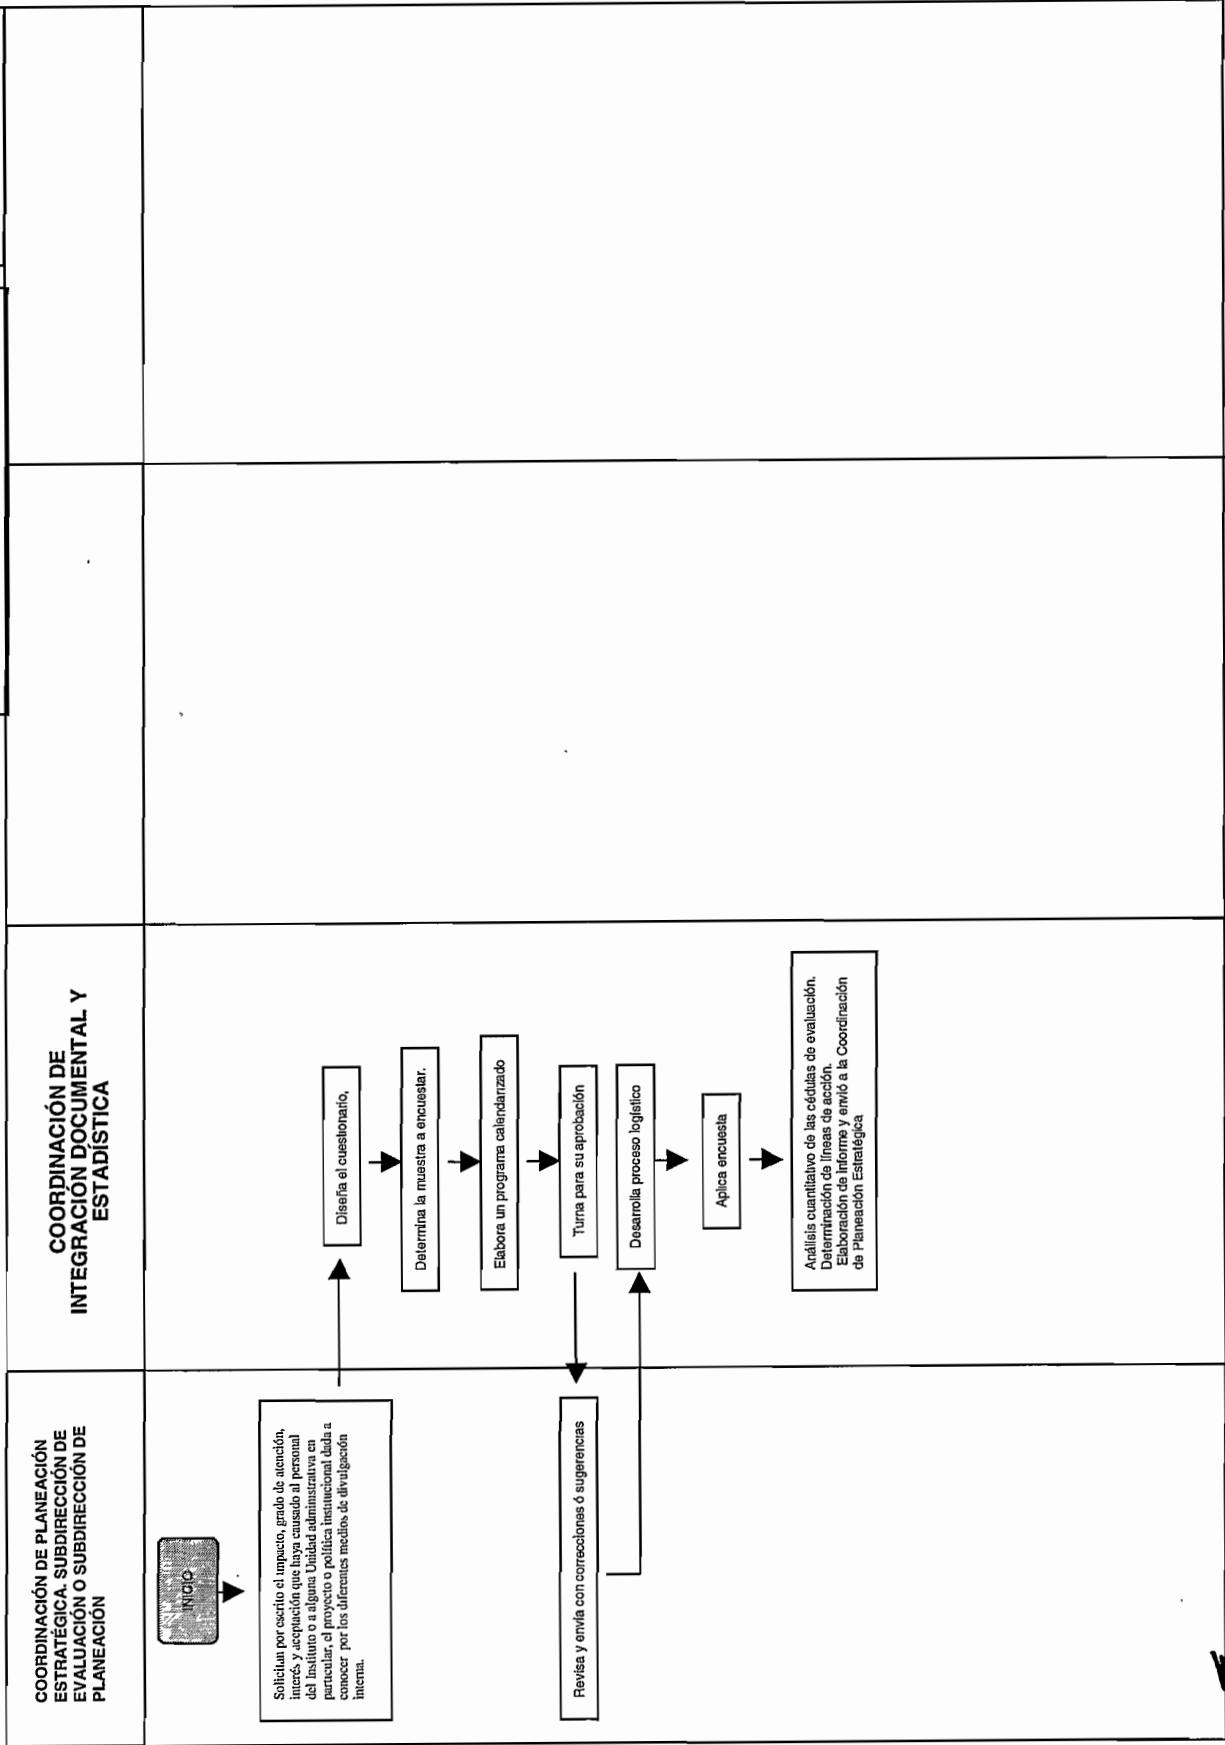 COORDINACIÓN DE PLANEACIÓN
ESTRATÉGICA. SUBDIRECCIÓN DE
EVALUACIÓN O SUBDIRECCIÓN DE
PLANEACIÓN
COORDINACIÓN DE
INTEGRACIÓN DOCUMENTAL Y
ESTADÍSTICA
INICIO
Solicitan por escrito el impacto, grado de atención,
interés y aceptación que haya causado al personal
del Instituto o a alguna Unidad administrativa en
particular, el proyecto o política institucional dada a
conocer por los diferentes medios de divulgación
interna.
Diseña el cuestionario,
Determina la muestra a encuestar.
Elabora un programa calendarizado
Turna para su aprobación
Revisa y envía con correcciones ó sugerencias
Desarrolla proceso logístico
Aplica encuesta
Análisis cuantitativo de las cédulas de evaluación.
Determinación de líneas de acción.
Elaboración de Informe y envió a la Coordinación
de Planeación Estratégica